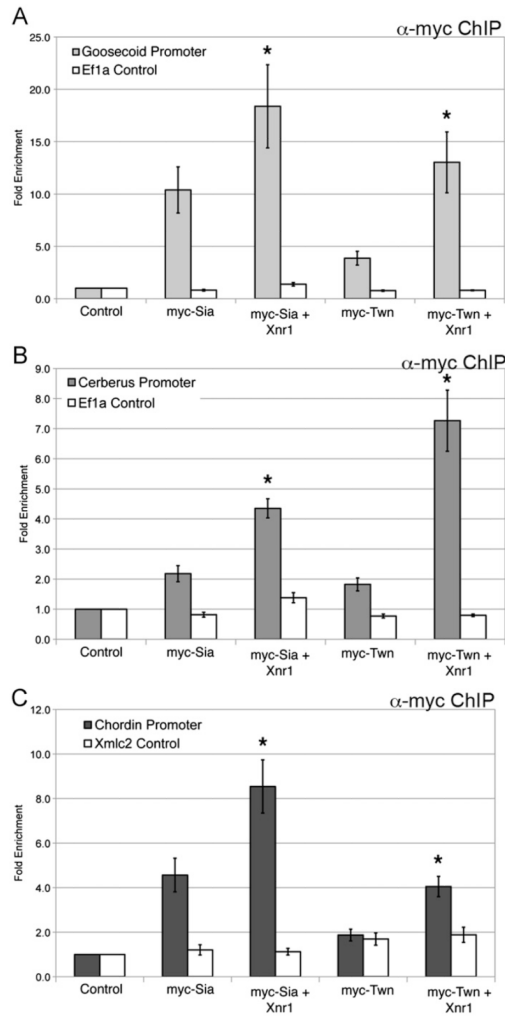 A
α-myc ChIP
25.0
Goosecoid Promoter
*
Ef1a Control
20.0
*
15.0
Fold Enrichment
10.0
5.0
0.0
Control myc-Sia myc-Sia + myc-Twn myc-Twn +
Xnr1 Xnr1
B
α-myc ChIP
9.0
Cerberus Promoter
*
8.0
Ef1a Control
7.0
6.0
*
5.0
Fold Enrichment
4.0
3.0
2.0
1.0
0.0
Control myc-Sia myc-Sia + myc-Twn myc-Twn +
Xnr1 Xnr1
C
α-myc ChIP
12.0
Chordin Promoter
Xmlc2 Control
*
10.0
8.0
Fold Enrichment
6.0
*
4.0
2.0
0.0
Control myc-Sia myc-Sia + myc-Twn myc-Twn +
Xnr1 Xnr1